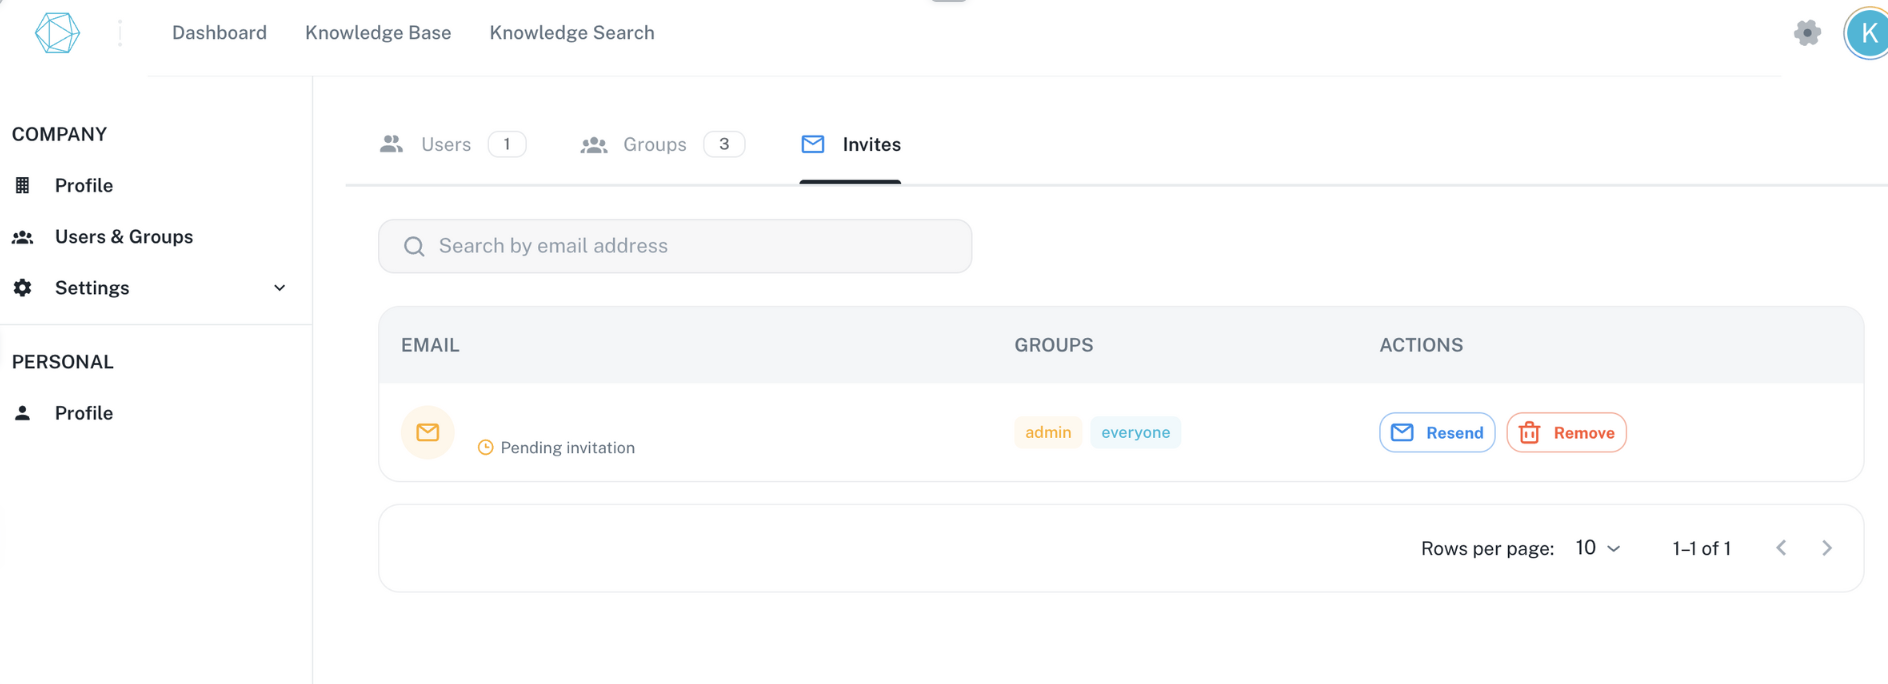 Dashboard Knowledge Base Knowledge Search
K
COMPANY
Profile
Users & Groups
Settings
PERSONAL
Profile
Users 1 Groups 3 Invites
Search by email address
EMAIL GROUPS ACTIONS
Pending invitation admin everyone Resend Remove
Rows per page: 10 1–1 of 1